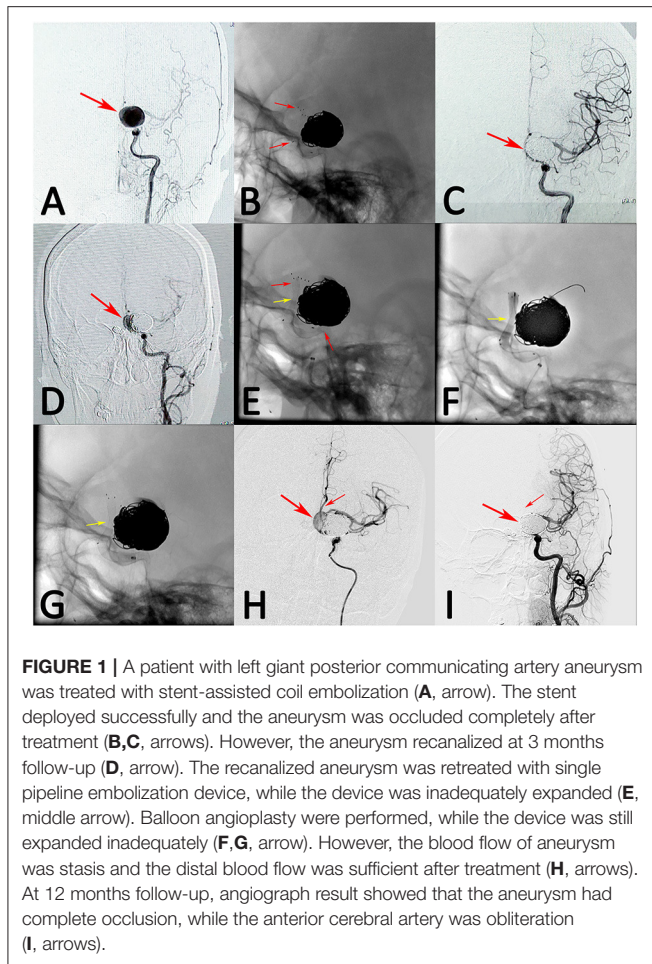 A
B
C
D
E
F
G
H
I
FIGURE 1 | A patient with left giant posterior communicating artery aneurysm
was treated with stent-assisted coil embolization (A, arrow). The stent
deployed successfully and the aneurysm was occluded completely after
treatment (B,C, arrows). However, the aneurysm recanalized at 3 months
follow-up (D, arrow). The recanalized aneurysm was retreated with single
pipeline embolization device, while the device was inadequately expanded (E,
middle arrow). Balloon angioplasty were performed, while the device was still
expanded inadequately (F,G, arrow). However, the blood flow of aneurysm
was stasis and the distal blood flow was sufficient after treatment (H, arrows).
At 12 months follow-up, angiograph result showed that the aneurysm had
complete occlusion, while the anterior cerebral artery was obliteration
(I, arrows).